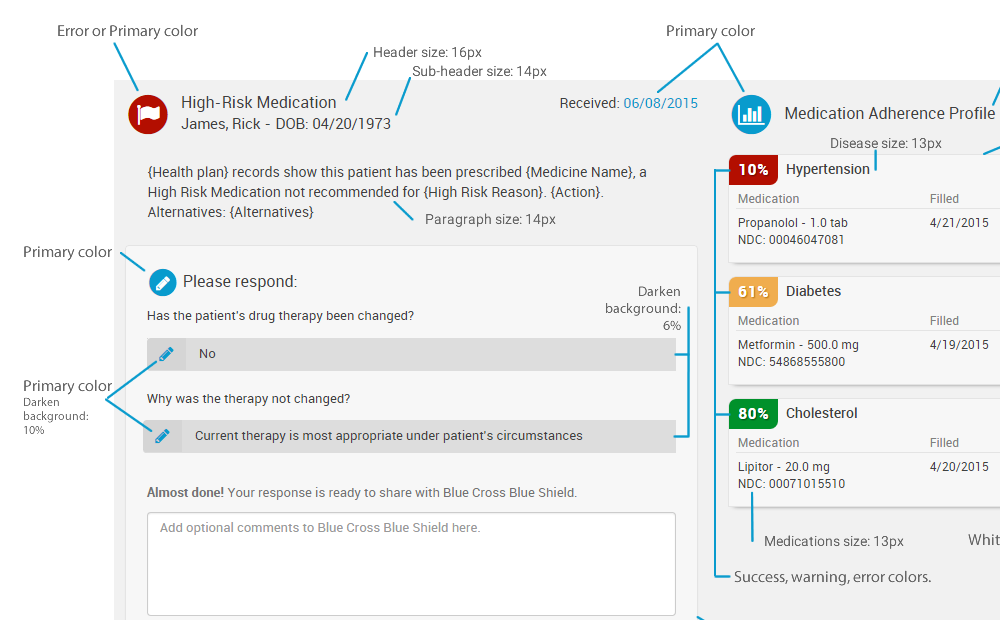 Error or Primary color
Header size: 16px
Sub-header size: 14px
Primary color
High-Risk Medication
James, Rick - DOB: 04/20/1973
Received: 06/08/2015
{Health plan} records show this patient has been prescribed {Medicine Name}, a
High Risk Medication not recommended for {High Risk Reason}. {Action}.
Alternatives: {Alternatives}
Paragraph size: 14px
Primary color
Please respond:
Darken
background:
6%
Has the patient's drug therapy been changed?
No
Primary color
Darken
background:
10%
Why was the therapy not changed?
Current therapy is most appropriate under patient's circumstances
Almost done! Your response is ready to share with Blue Cross Blue Shield.
Add optional comments to Blue Cross Blue Shield here.
Medication Adherence Profile
Disease size: 13px
10% Hypertension
Medication Filled
Propanolol - 1.0 tab 4/21/2015
NDC: 00046047081
61% Diabetes
Medication Filled
Metformin - 500.0 mg 4/19/2015
NDC: 54868555800
80% Cholesterol
Medication Filled
Lipitor - 20.0 mg 4/20/2015
NDC: 00071015510
Medications size: 13px
Whit
Success, warning, error colors.